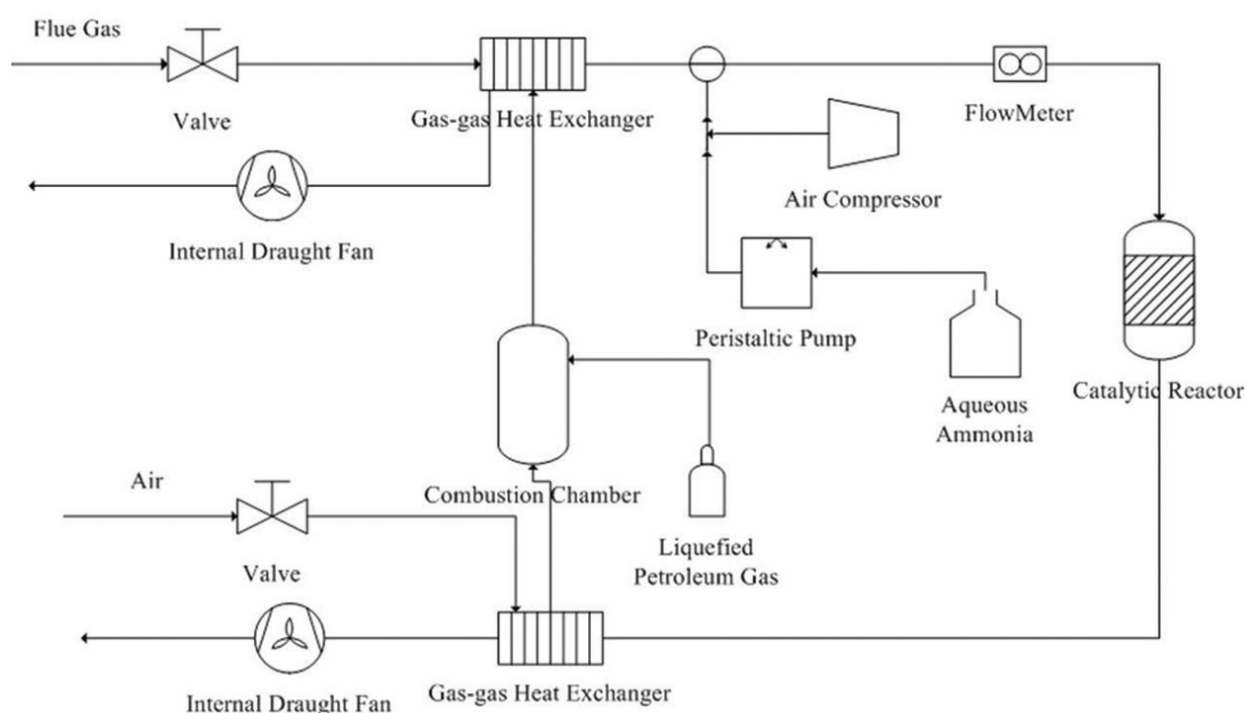 Flue Gas
Valve
Gas-gas Heat Exchanger
FlowMeter
Air Compressor
Internal Draught Fan
Peristaltic Pump
Catalytic Reactor
Aqueous
Ammonia
Air
Combustion Chamber
Liquefied
Petroleum Gas
Valve
Gas-gas Heat Exchanger
Internal Draught Fan